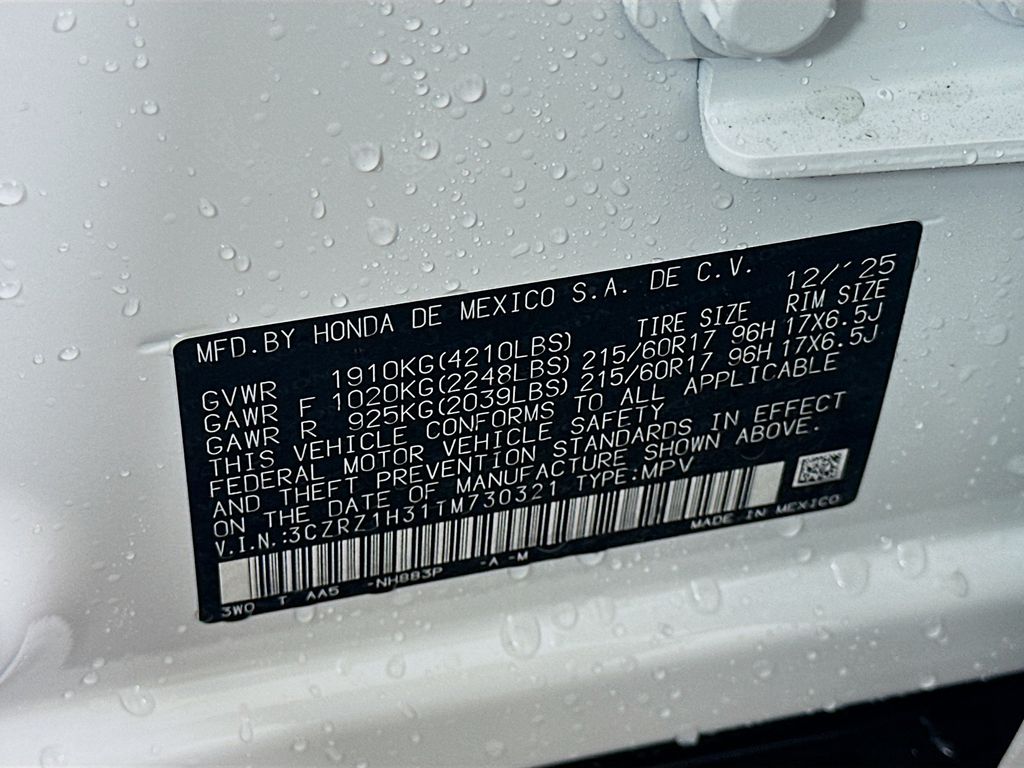 MFD.BY HONDA DE MEXICO S.A. DE C.V. 12/'25
TIRE SIZE RIM SIZE
GVWR 1910KG(4210LBS)
GAWR F 1020KG(2248LBS) 215/60R17 96H 17X6.5J
GAWR R 925KG(2039LBS) 215/60R17 96H 17X6.5J
THIS VEHICLE CONFORMS TO ALL APPLICABLE
FEDERAL MOTOR VEHICLE SAFETY
AND THEFT PREVENTION STANDARDS IN EFFECT
ON THE DATE OF MANUFACTURE SHOWN ABOVE.
V.I.N.:3CZRZ1H31TM730321 TYPE:MPV
MADE IN MEXICO
3W0 T AA5 -NH883P -A -M